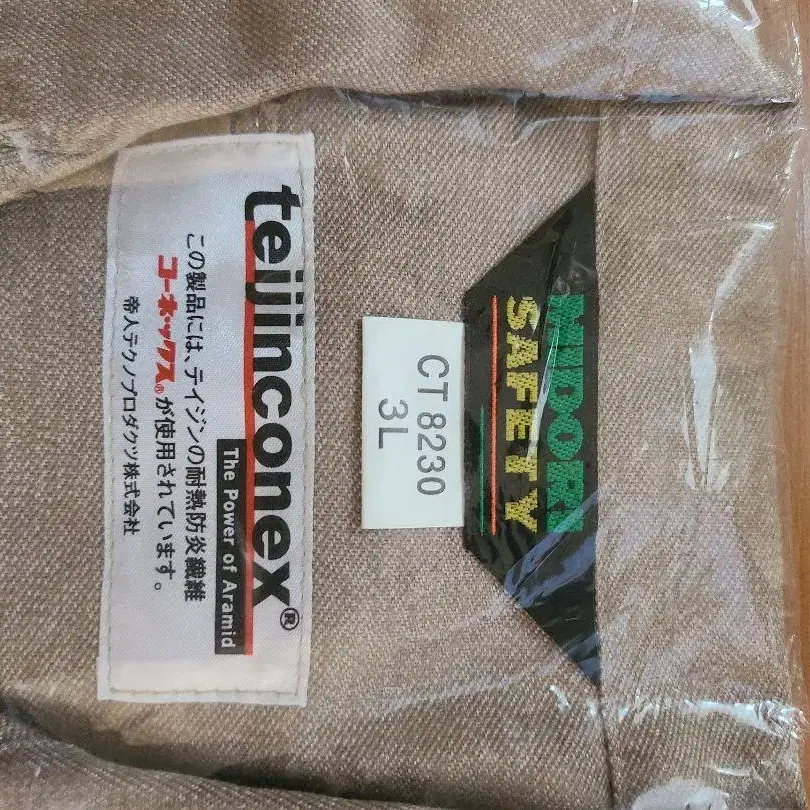 MIDORI
SAFETY
CT 8230
3L
teijinconex®
The Power of Aramid
この製品には、テイジンの耐熱防炎繊維
コーネックス®が使用されています。
帝人テクノプロダクツ株式会社